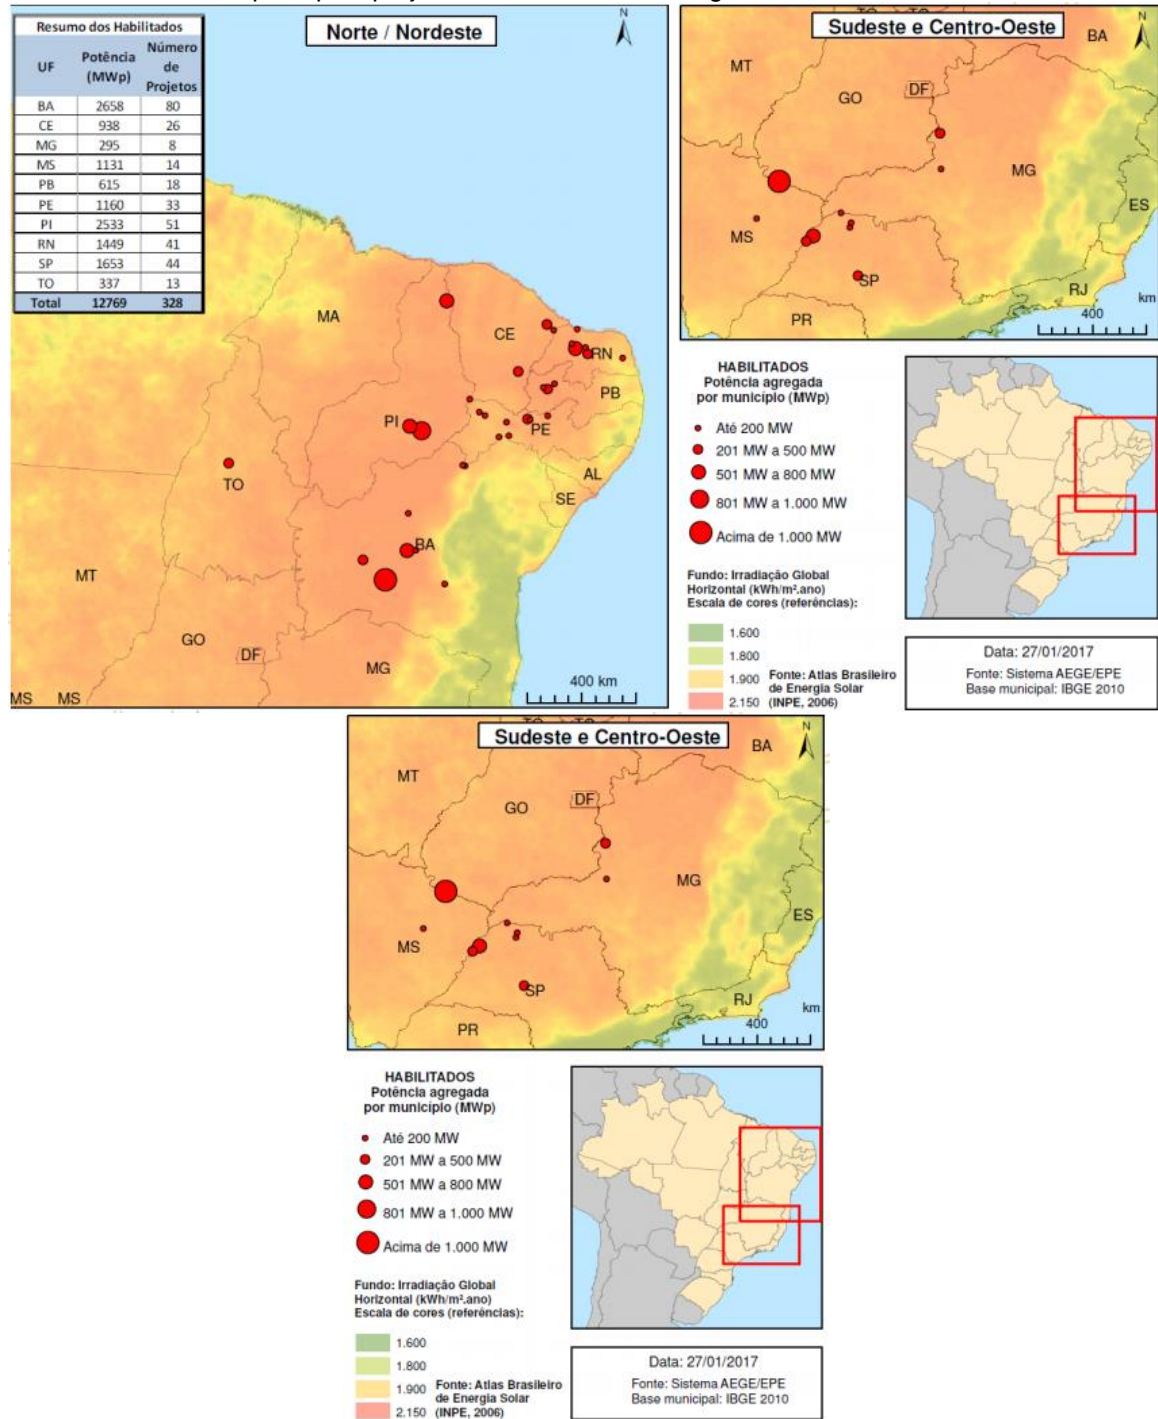 Resumo dos Habilitados
UF Potência (MWp) Número de Projetos
BA 2658 80
CE 938 26
MG 295 8
MS 1131 14
PB 615 18
PE 1160 33
PI 2533 51
RN 1449 41
SP 1653 44
TO 337 13
Total 12769 328
Norte / Nordeste
N
MA
CE
RN
PB
PI
PE
TO
AL
SE
BA
MT
GO
DF
MG
MS MS
400 km
Sudeste e Centro-Oeste
N
BA
MT
GO
DF
MG
ES
MS
SP
RJ
PR
km
400
HABILITADOS
Potência agregada
por município (MWp)
Até 200 MW
201 MW a 500 MW
501 MW a 800 MW
801 MW a 1.000 MW
Acima de 1.000 MW
Fundo: Irradiação Global
Horizontal (kWh/m².ano)
Escala de cores (referências):
1.600
1.800
1.900
2.150
Fonte: Atlas Brasileiro
de Energia Solar
(INPE, 2006)
Data: 27/01/2017
Fonte: Sistema AEGE/EPE
Base municipal: IBGE 2010
Sudeste e Centro-Oeste
N
BA
MT
GO
DF
MG
ES
MS
SP
RJ
PR
km
400
HABILITADOS
Potência agregada
por município (MWp)
Até 200 MW
201 MW a 500 MW
501 MW a 800 MW
801 MW a 1.000 MW
Acima de 1.000 MW
Fundo: Irradiação Global
Horizontal (kWh/m².ano)
Escala de cores (referências):
1.600
1.800
1.900
2.150
Fonte: Atlas Brasileiro
de Energia Solar
(INPE, 2006)
Data: 27/01/2017
Fonte: Sistema AEGE/EPE
Base municipal: IBGE 2010